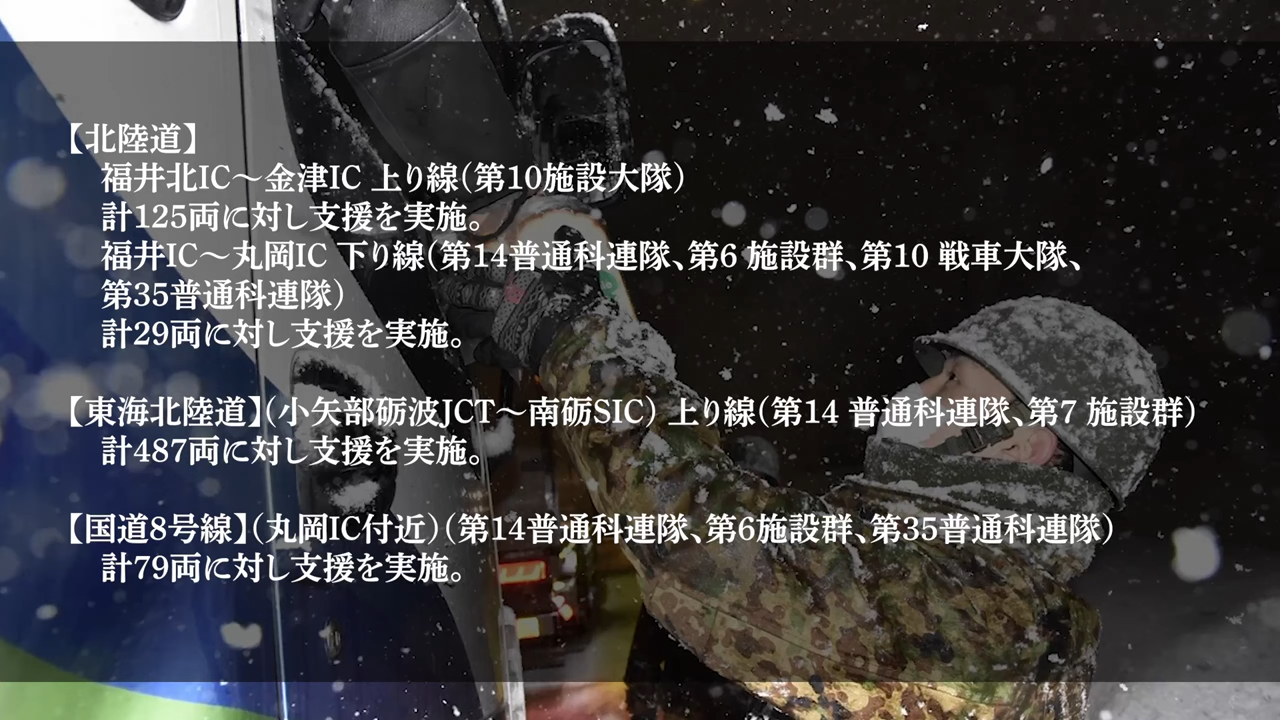 【北陸道】
福井北IC〜金津IC 上り線（第10施設大隊）
計125両に対し支援を実施。
福井IC〜丸岡IC 下り線（第14普通科連隊、第6 施設群、第10 戦車大隊、
第35普通科連隊）
計29両に対し支援を実施。
【東海北陸道】（小矢部砺波JCT〜南砺SIC） 上り線（第14 普通科連隊、第7 施設群）
計487両に対し支援を実施。
【国道8号線】（丸岡IC付近）（第14普通科連隊、第6施設群、第35普通科連隊）
計79両に対し支援を実施。